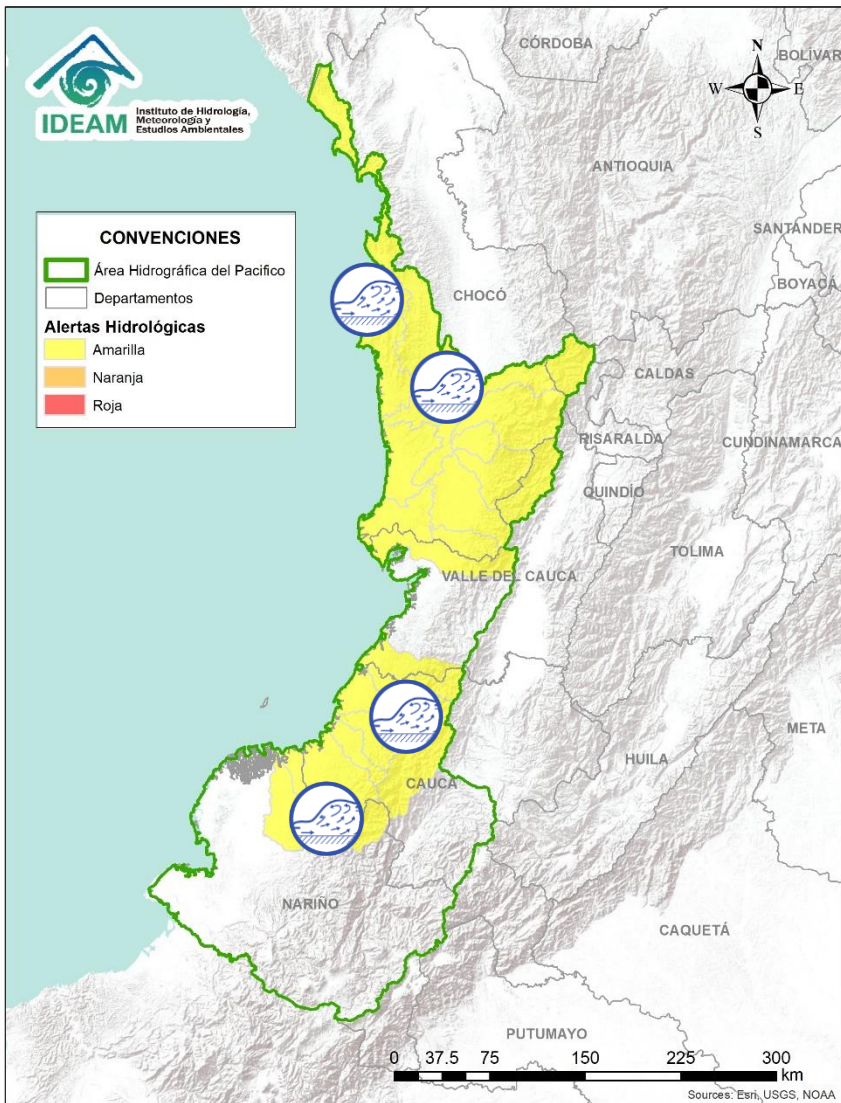 IDEAM
Instituto de Hidrología,
Meteorología y
Estudios Ambientales
CÓRDOBA
BOLÍVAR
N
W
E
S
ANTIOQUIA
SANTANDER
BOYACÁ
CONVENCIONES
Área Hidrográfica del Pacifico
Departamentos
Alertas Hidrológicas
Amarilla
Naranja
Roja
CHOCÓ
CALDAS
RISARALDA
CUNDINAMARCA
QUINDÍO
TOLIMA
VALLE DEL CAUCA
META
HUILA
CAUCA
NARIÑO
CAQUETÁ
PUTUMAYO
0 37.5 75 150 225 300
km
Sources: Esri, USGS, NOAA